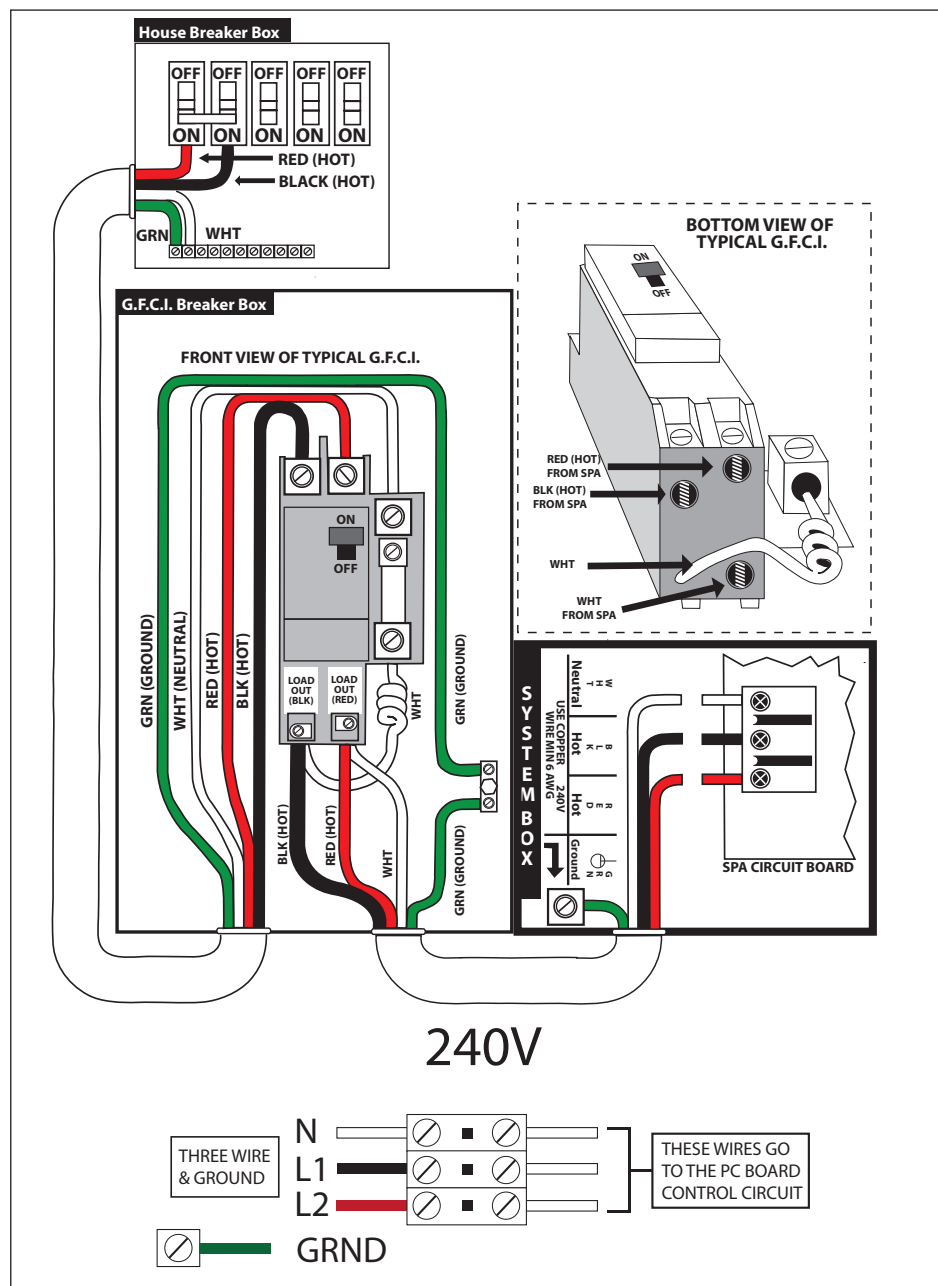 House Breaker Box
OFF OFF OFF OFF OFF
ON ON ON ON ON
RED (HOT)
BLACK (HOT)
GRN
WHT
G.F.C.I. Breaker Box
FRONT VIEW OF TYPICAL G.F.C.I.
ON
OFF
GRN (GROUND)
WHT (NEUTRAL)
RED (HOT)
BLK (HOT)
LOAD
OUT
(BLK)
LOAD
OUT
(RED)
WHT
GRN (GROUND)
BLK (HOT)
RED (HOT)
WHT
GRN (GROUND)
BOTTOM VIEW OF
TYPICAL G.F.C.I.
ON
OFF
RED (HOT)
FROM SPA
BLK (HOT)
FROM SPA
WHT
WHT
FROM SPA
SYSTEM BOX
USE COPPER 240V
WIRE MIN 6 AWG
Neutral
WHT
Hot
BLK
Hot
RED
Ground
GRN
SPA CIRCUIT BOARD
240V
THREE WIRE
& GROUND
N
L1
L2
GRND
THESE WIRES GO
TO THE PC BOARD
CONTROL CIRCUIT